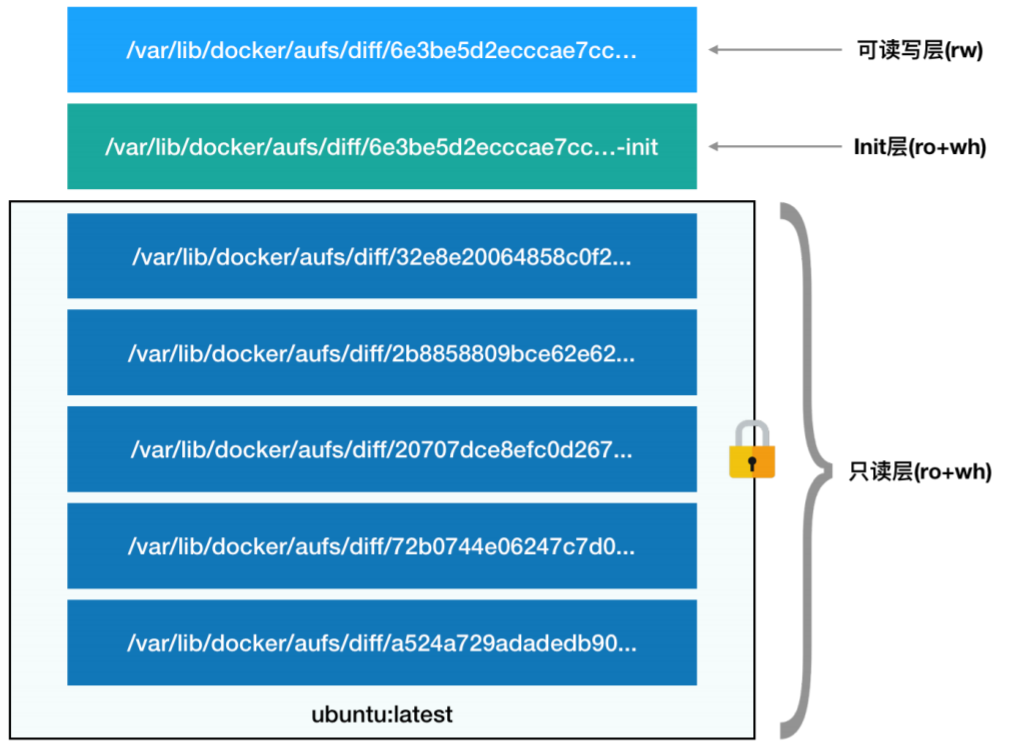 /var/lib/docker/aufs/diff/6e3be5d2ecccae7cc...
可读写层(rw)
/var/lib/docker/aufs/diff/6e3be5d2ecccae7cc...-init
Init层(ro+wh)
/var/lib/docker/aufs/diff/32e8e20064858c0f2...
/var/lib/docker/aufs/diff/2b8858809bce62e62...
/var/lib/docker/aufs/diff/20707dce8efc0d267...
只读层(ro+wh)
/var/lib/docker/aufs/diff/72b0744e06247c7d0...
/var/lib/docker/aufs/diff/a524a729adadedb90...
ubuntu:latest